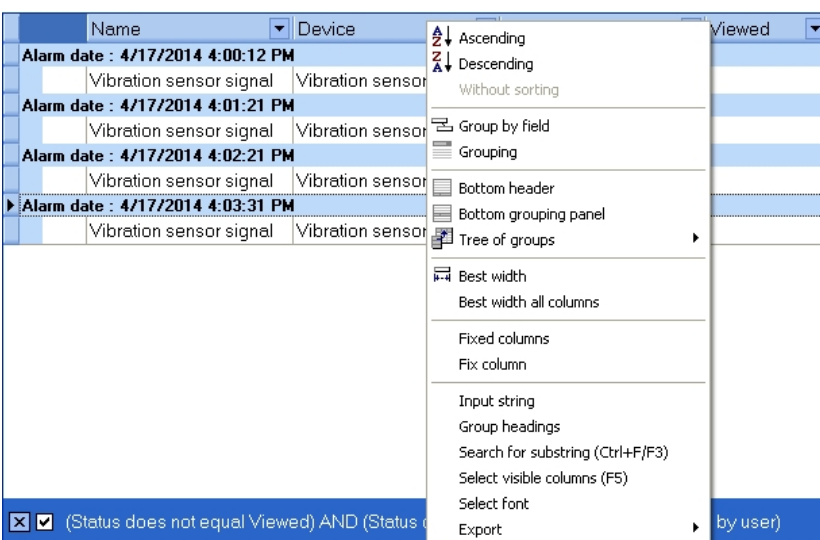 Name Device Viewed
Alarm date : 4/17/2014 4:00:12 PM
Vibration sensor signal Vibration sensor
Alarm date : 4/17/2014 4:01:21 PM
Vibration sensor signal Vibration sensor
Alarm date : 4/17/2014 4:02:21 PM
Vibration sensor signal Vibration sensor
Alarm date : 4/17/2014 4:03:31 PM
Vibration sensor signal Vibration sensor
Ascending
Descending
Without sorting
Group by field
Grouping
Bottom header
Bottom grouping panel
Tree of groups
Best width
Best width all columns
Fixed columns
Fix column
Input string
Group headings
Search for substring (Ctrl+F/F3)
Select visible columns (F5)
Select font
Export
(Status does not equal Viewed) AND (Status by user)